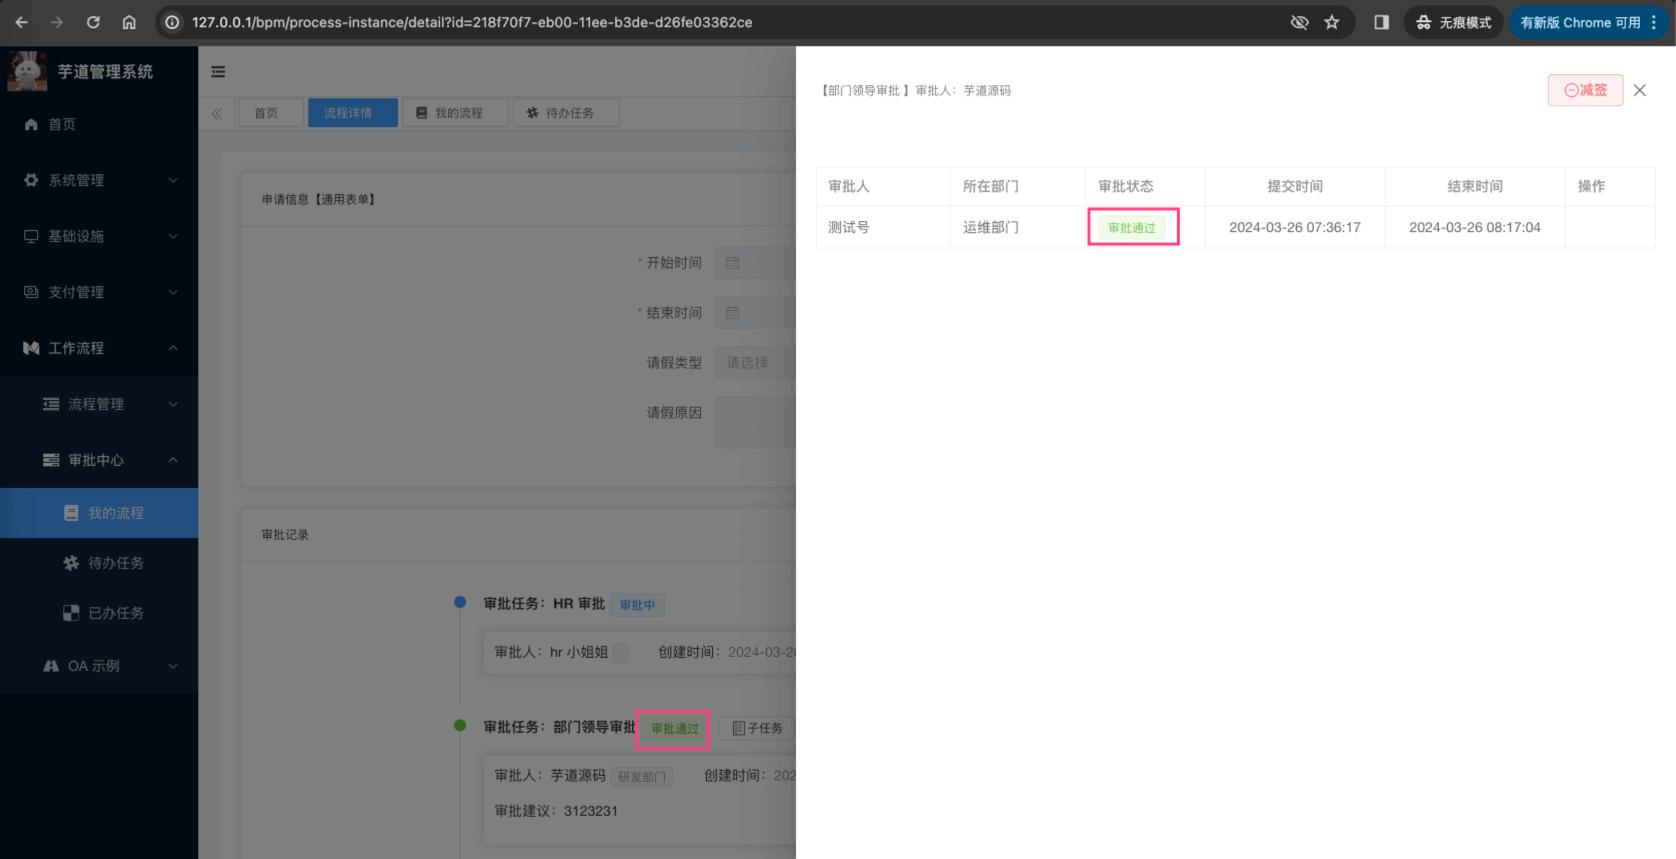 127.0.0.1/bpm/process-instance/detail?id=218f70f7-eb00-11ee-b3de-d26fe03362ce
无痕模式
有新版 Chrome 可用
芋道管理系统
首页
系统管理
基础设施
支付管理
工作流程
流程管理
审批中心
我的流程
待办任务
已办任务
OA 示例
首页
流程详情
我的流程
待办任务
申请信息【通用表单】
* 开始时间
* 结束时间
请假类型 请选择
请假原因
审批记录
审批任务：HR 审批 审批中
审批人：hr 小姐姐 创建时间：2024-03-26
审批任务：部门领导审批 审批通过 子任务
审批人：芋道源码 研发部门 创建时间：202
审批建议：3123231
【部门领导审批 】审批人：芋道源码
减签
审批人 所在部门 审批状态 提交时间 结束时间 操作
测试号 运维部门 审批通过 2024-03-26 07:36:17 2024-03-26 08:17:04